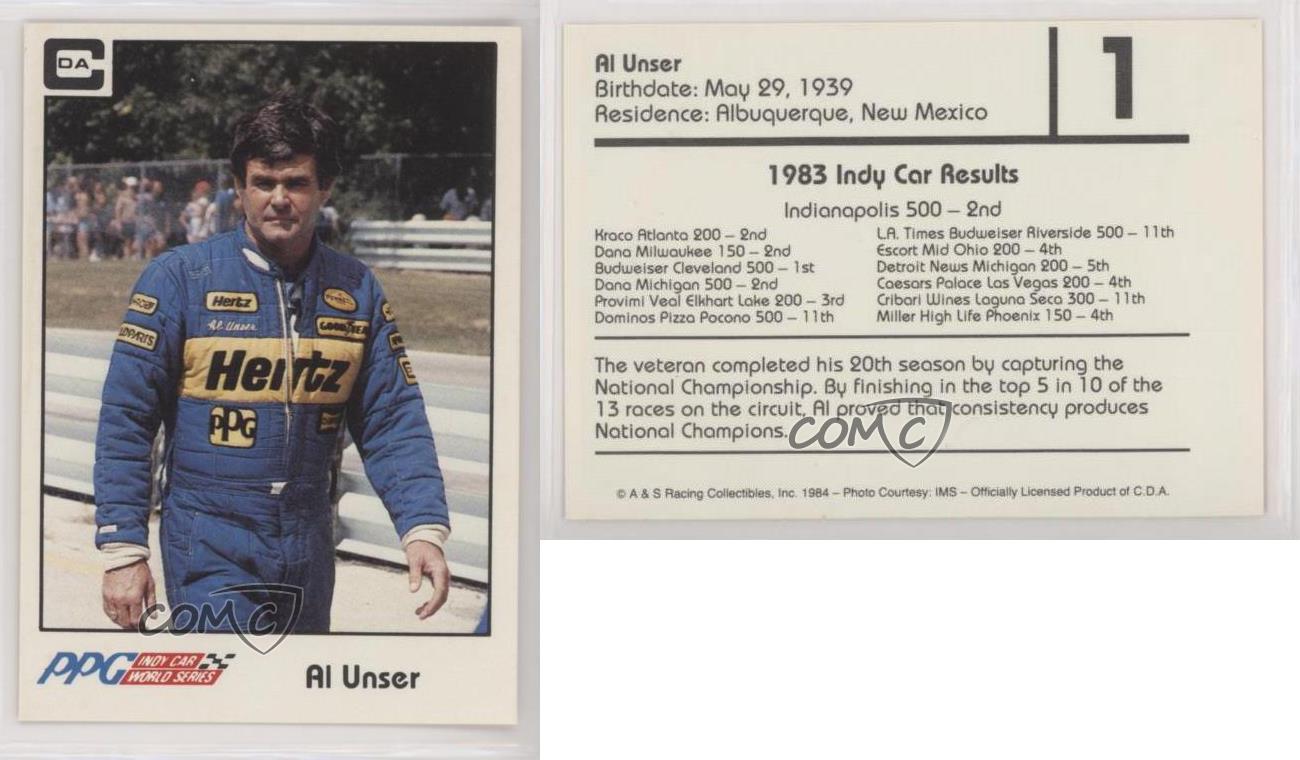 C DA
Hertz
Al Unser
GOODYEAR
Hertz
PPG
COMC
PPG INDY CAR
WORLD SERIES
Al Unser
Al Unser
Birthdate: May 29, 1939
Residence: Albuquerque, New Mexico
1
1983 Indy Car Results
Indianapolis 500 – 2nd
Kraco Atlanta 200 – 2nd
Dana Milwaukee 150 – 2nd
Budweiser Cleveland 500 – 1st
Dana Michigan 500 – 2nd
Provimi Veal Elkhart Lake 200 – 3rd
Dominos Pizza Pocono 500 – 11th
L.A. Times Budweiser Riverside 500 – 11th
Escort Mid Ohio 200 – 4th
Detroit News Michigan 200 – 5th
Caesars Palace Las Vegas 200 – 4th
Cribari Wines Laguna Seca 300 – 11th
Miller High Life Phoenix 150 – 4th
The veteran completed his 20th season by capturing the
National Championship. By finishing in the top 5 in 10 of the
13 races on the circuit, Al proved that consistency produces
National Champions.
COMC
© A & S Racing Collectibles, Inc. 1984 – Photo Courtesy: IMS – Officially Licensed Product of C.D.A.